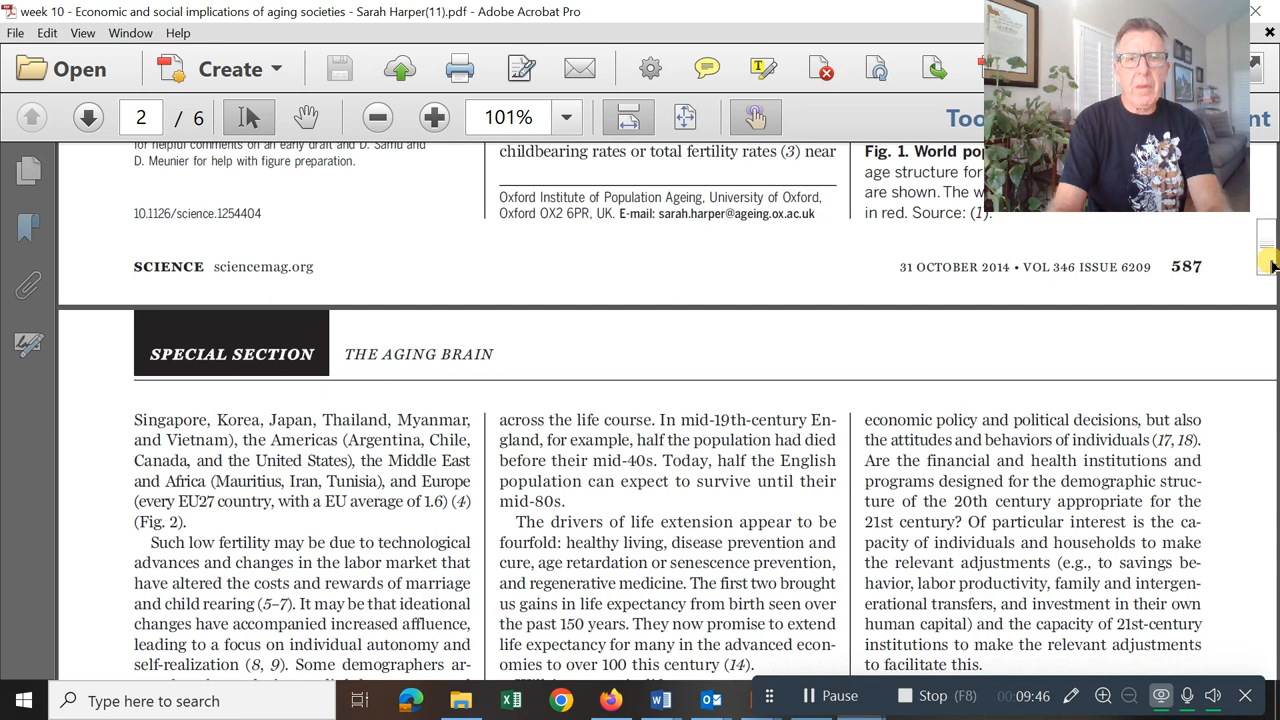 week 10 - Economic and social implications of aging societies - Sarah Harper(11).pdf - Adobe Acrobat Pro
File Edit View Window Help
Open Create
2 / 6 101% Too ent
for helpful comments on an early draft and D. Samu and
D. Meunier for help with figure preparation.
10.1126/science.1254404
childbearing rates or total fertility rates (3) near
Oxford Institute of Population Ageing, University of Oxford,
Oxford OX2 6PR, UK. E-mail: sarah.harper@ageing.ox.ac.uk
Fig. 1. World po
age structure for
are shown. The w
in red. Source: (1).
SCIENCE sciencemag.org
31 OCTOBER 2014 • VOL 346 ISSUE 6209 587
SPECIAL SECTION THE AGING BRAIN
Singapore, Korea, Japan, Thailand, Myanmar,
and Vietnam), the Americas (Argentina, Chile,
Canada, and the United States), the Middle East
and Africa (Mauritius, Iran, Tunisia), and Europe
(every EU27 country, with a EU average of 1.6) (4)
(Fig. 2).
Such low fertility may be due to technological
advances and changes in the labor market that
have altered the costs and rewards of marriage
and child rearing (5–7). It may be that ideational
changes have accompanied increased affluence,
leading to a focus on individual autonomy and
self-realization (8, 9). Some demographers ar-
across the life course. In mid-19th-century En-
gland, for example, half the population had died
before their mid-40s. Today, half the English
population can expect to survive until their
mid-80s.
The drivers of life extension appear to be
fourfold: healthy living, disease prevention and
cure, age retardation or senescence prevention,
and regenerative medicine. The first two brought
us gains in life expectancy from birth seen over
the past 150 years. They now promise to extend
life expectancy for many in the advanced econ-
omies to over 100 this century (14).
economic policy and political decisions, but also
the attitudes and behaviors of individuals (17, 18).
Are the financial and health institutions and
programs designed for the demographic struc-
ture of the 20th century appropriate for the
21st century? Of particular interest is the ca-
pacity of individuals and households to make
the relevant adjustments (e.g., to savings be-
havior, labor productivity, family and intergen-
erational transfers, and investment in their own
human capital) and the capacity of 21st-century
institutions to make the relevant adjustments
to facilitate this.
Type here to search
Pause Stop (F8) 00:09:46